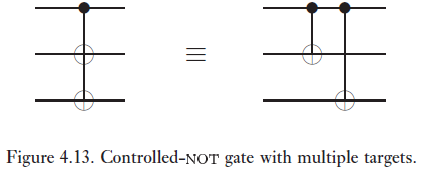 Figure 4.13. Controlled-NOT gate with multiple targets.